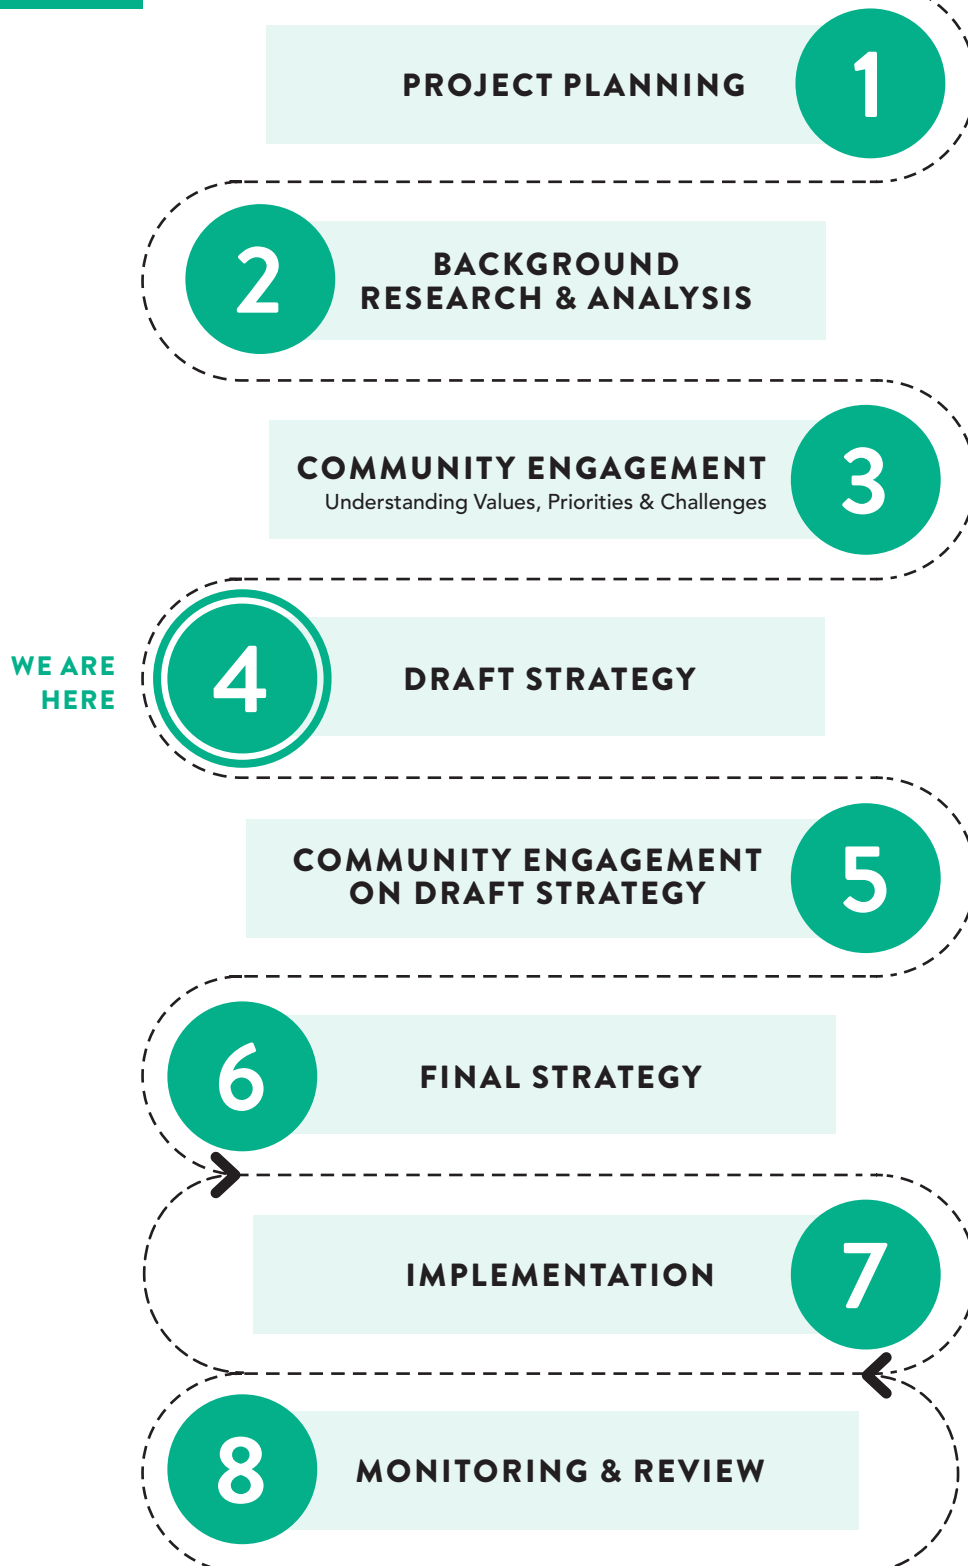 PROJECT PLANNING
1
2
BACKGROUND
RESEARCH & ANALYSIS
COMMUNITY ENGAGEMENT
Understanding Values, Priorities & Challenges
3
WE ARE
HERE
4
DRAFT STRATEGY
COMMUNITY ENGAGEMENT
ON DRAFT STRATEGY
5
6
FINAL STRATEGY
IMPLEMENTATION
7
8
MONITORING & REVIEW